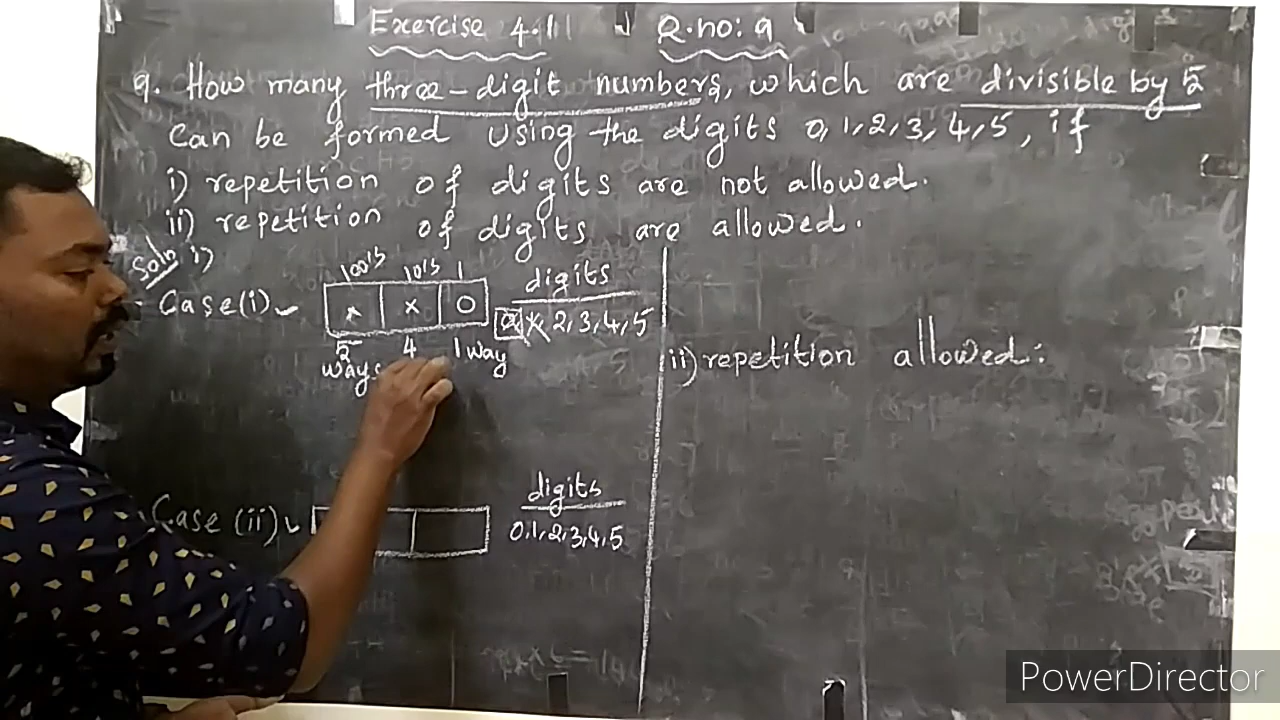 Exercise 4.1 Q.no: 9
9. How many three-digit numbers, which are divisible by 5
can be formed using the digits 0, 1, 2, 3, 4, 5, if
i) repetition of digits are not allowed.
ii) repetition of digits are allowed.
Soln i)
100's 10's 1
digits
Case(i)
× × 0
2, 3, 4, 5
5 ways 4 1 way
Case (ii)
digits
0,1,2,3,4,5
ii) repetition allowed:
PowerDirector